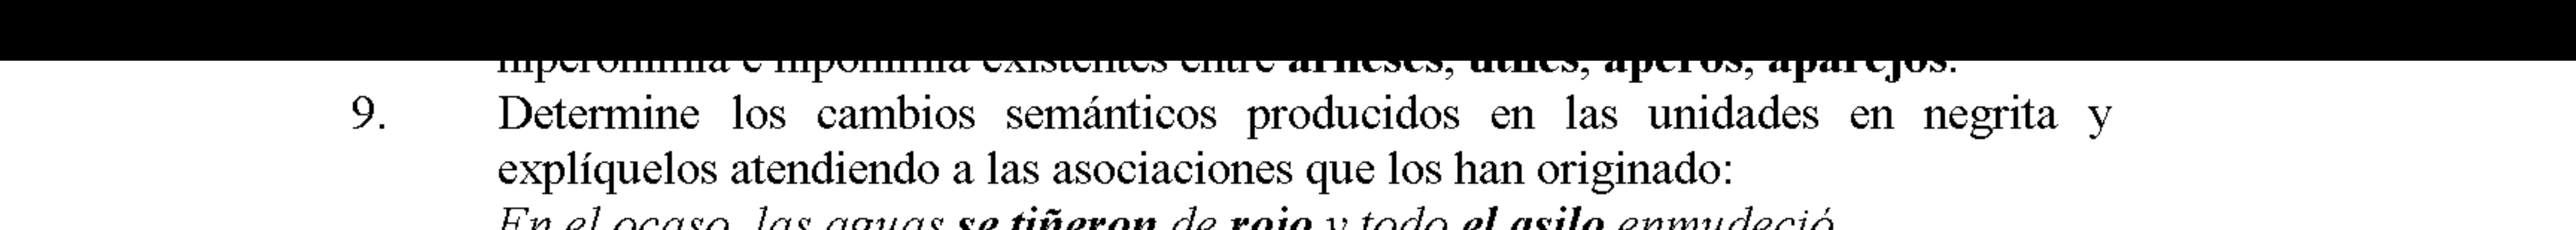 hiperonimia e hiponimia existentes entre arneses, útiles, aperos, aparejos.
9. Determine los cambios semánticos producidos en las unidades en negrita y
explíquelos atendiendo a las asociaciones que los han originado:
En el ocaso, las aguas se tiñeron de rojo y todo el asilo enmudeció